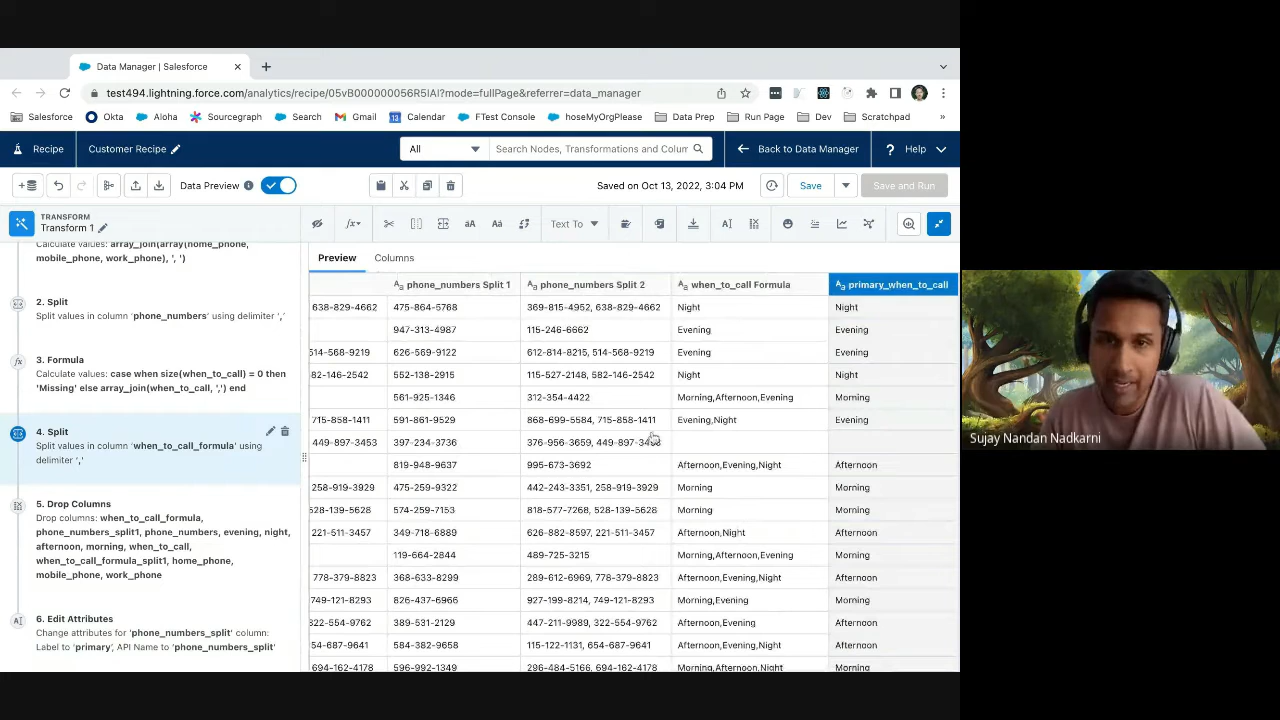 Data Manager | Salesforce
test494.lightning.force.com/analytics/recipe/05vB000000056R5IAI?mode=fullPage&referrer=data_manager
Salesforce Okta Aloha Sourcegraph Search Gmail Calendar FTest Console hoseMyOrgPlease Data Prep Run Page Dev Scratchpad »
Recipe Customer Recipe All Search Nodes, Transformations and Colum Back to Data Manager ? Help
Data Preview Saved on Oct 13, 2022, 3:04 PM Save Save and Run
TRANSFORM
Transform 1
Text To
Calculate values: array_join(array(home_phone,
mobile_phone, work_phone), ', ')
2. Split
Split values in column 'phone_numbers' using delimiter ','
3. Formula
Calculate values: case when size(when_to_call) = 0 then
'Missing' else array_join(when_to_call, ',') end
4. Split
Split values in column 'when_to_call_formula' using
delimiter ','
5. Drop Columns
Drop columns: when_to_call_formula,
phone_numbers_split1, phone_numbers, evening, night,
afternoon, morning, when_to_call,
when_to_call_formula_split1, home_phone,
mobile_phone, work_phone
6. Edit Attributes
Change attributes for 'phone_numbers_split' column:
Label to 'primary', API Name to 'phone_numbers_split'
Preview Columns
phone_numbers Split 1 phone_numbers Split 2 when_to_call Formula primary_when_to_call
638-829-4662 475-864-5768 369-815-4952, 638-829-4662 Night Night
947-313-4987 115-246-6662 Evening Evening
514-568-9219 626-569-9122 612-814-8215, 514-568-9219 Evening Evening
82-146-2542 552-138-2915 115-527-2148, 582-146-2542 Night Night
561-925-1346 312-354-4422 Morning,Afternoon,Evening Morning
715-858-1411 591-861-9529 868-699-5584, 715-858-1411 Evening,Night Evening
449-897-3453 397-234-3736 376-956-3659, 449-897-3453
819-948-9637 995-673-3692 Afternoon,Evening,Night Afternoon
258-919-3929 475-259-9322 442-243-3351, 258-919-3929 Morning Morning
528-139-5628 574-259-7153 818-577-7268, 528-139-5628 Morning Morning
221-511-3457 349-718-6889 626-882-8597, 221-511-3457 Afternoon,Night Afternoon
119-664-2844 489-725-3215 Morning,Afternoon,Evening Morning
778-379-8823 368-633-8299 289-612-6969, 778-379-8823 Afternoon,Evening,Night Afternoon
749-121-8293 826-437-6966 927-199-8214, 749-121-8293 Morning,Evening Morning
322-554-9762 389-531-2129 447-211-9989, 322-554-9762 Afternoon,Evening Afternoon
54-687-9641 584-382-9658 115-122-1131, 654-687-9641 Afternoon,Evening Afternoon
694-162-4178 596-992-1349 296-484-5166, 694-162-4178 Morning,Afternoon,Night Morning
Sujay Nandan Nadkarni